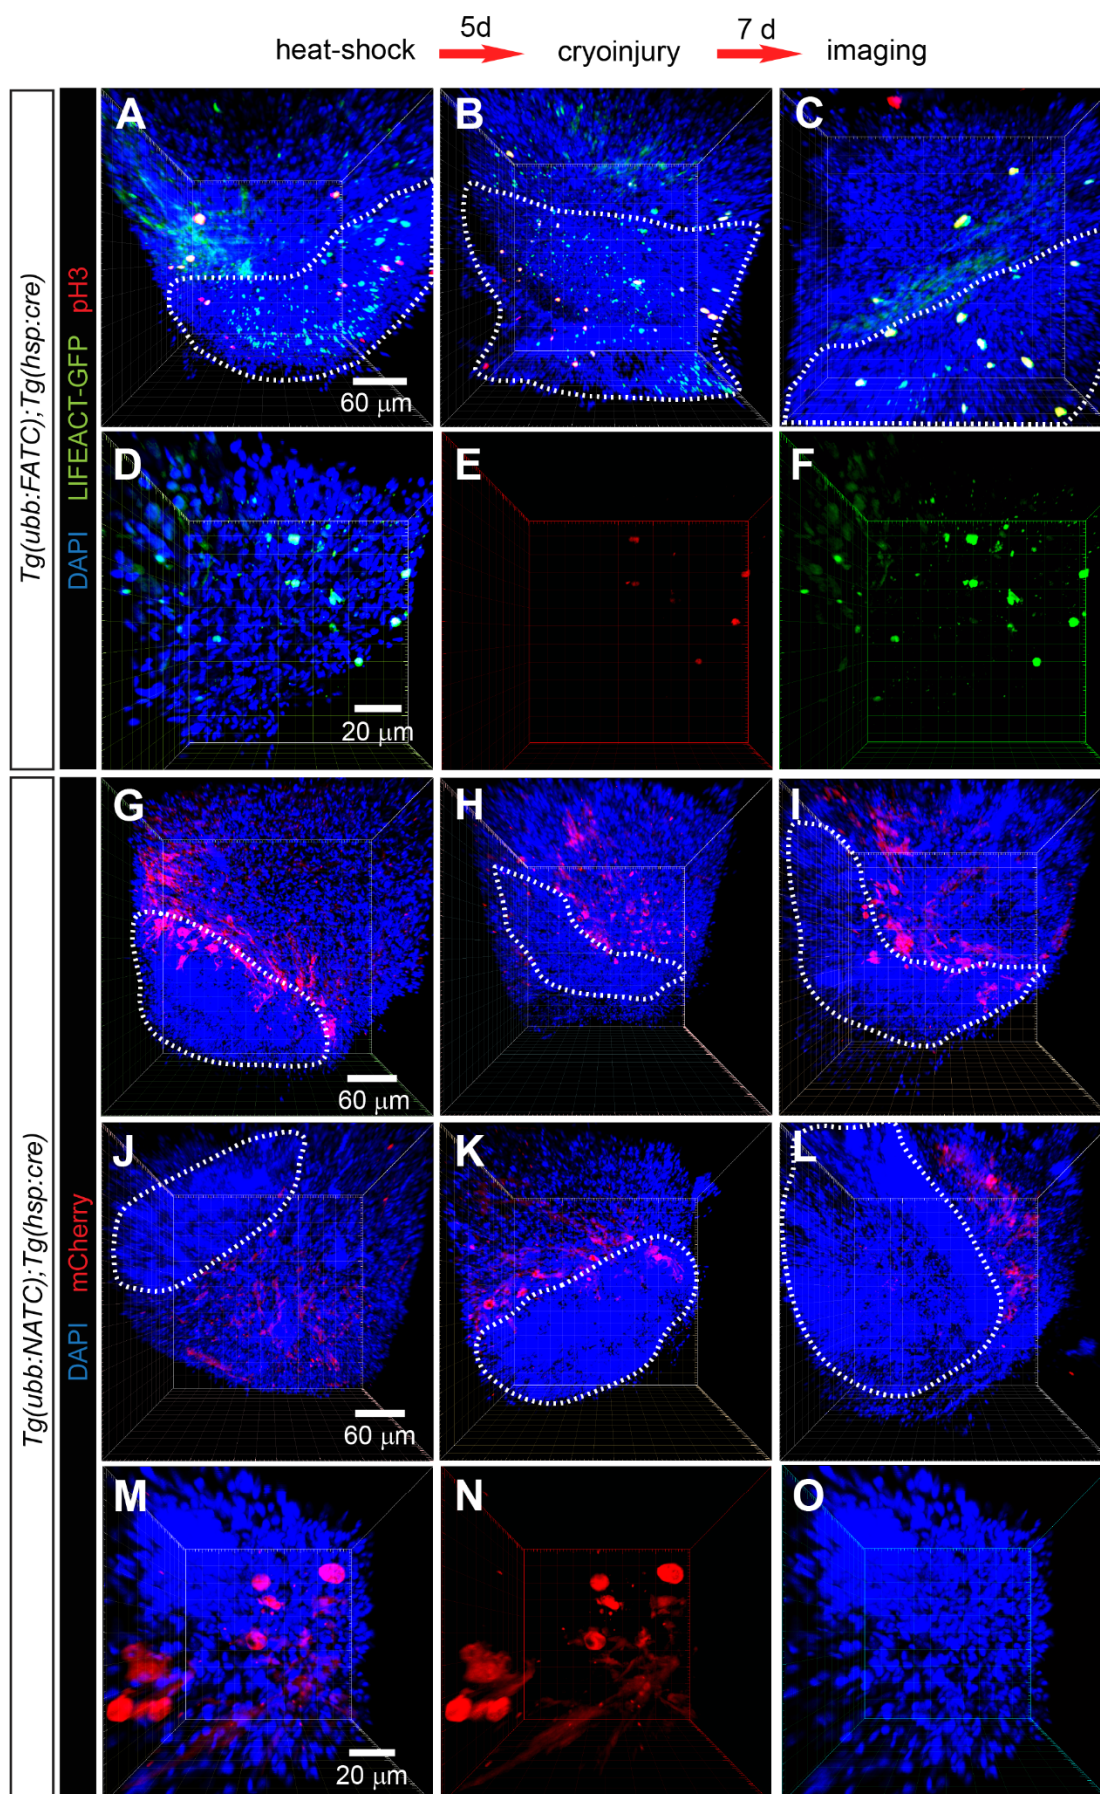 5d
7 d
heat-shock
cryoinjury
imaging
Tg(ubb:FATC);Tg(hsp:cre)
DAPI LIFEACT-GFP pH3
A
B
C
60 μm
D
E
F
20 μm
Tg(ubb:NATC);Tg(hsp:cre)
DAPI mCherry
G
H
I
60 μm
J
K
L
60 μm
M
N
O
20 μm